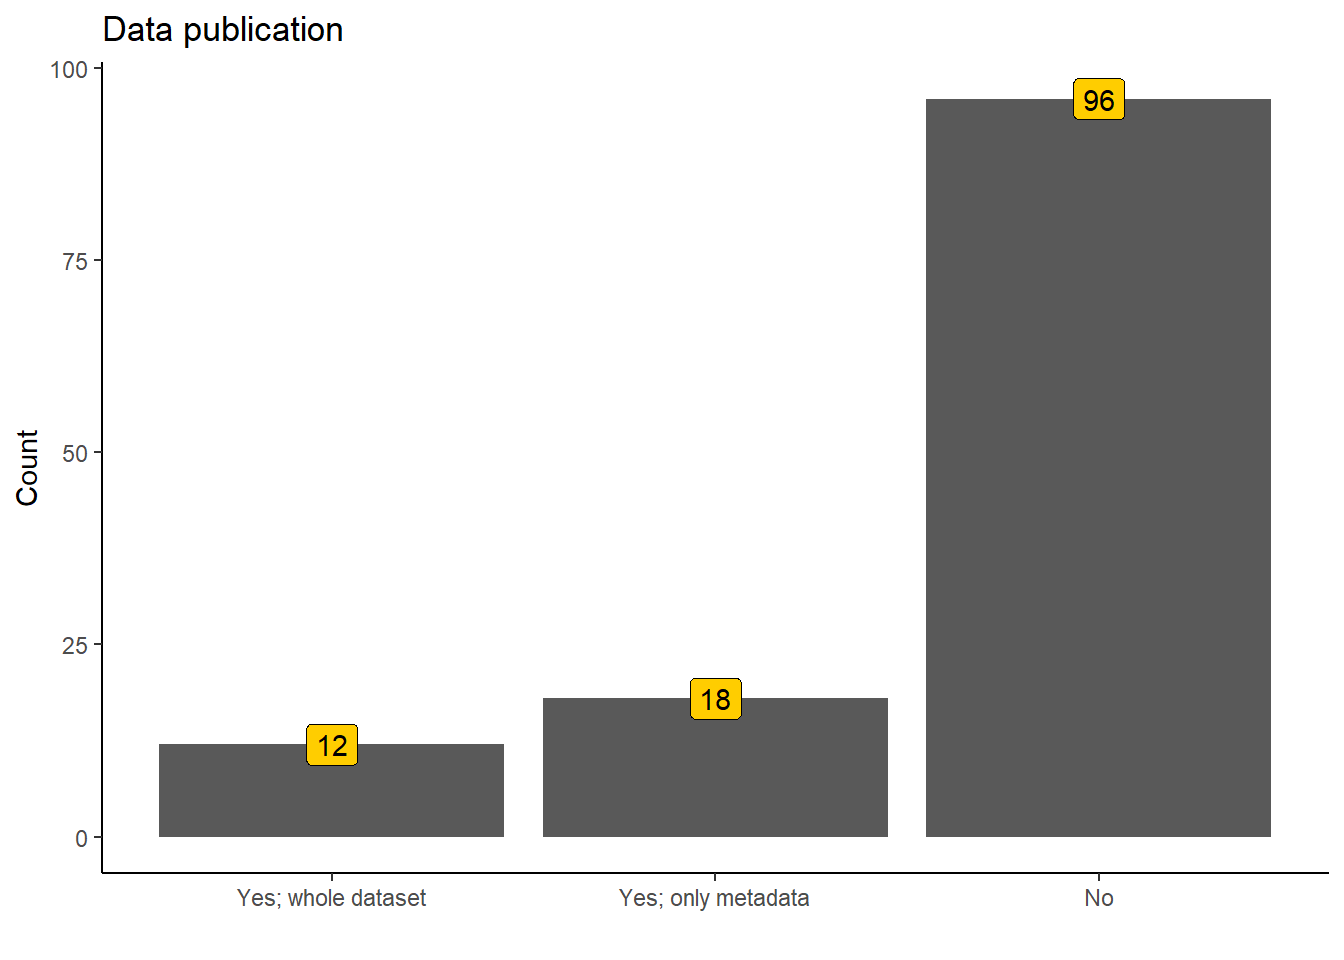 Data publication
100
75
50
25
0
Count
12
18
96
Yes; whole dataset
Yes; only metadata
No